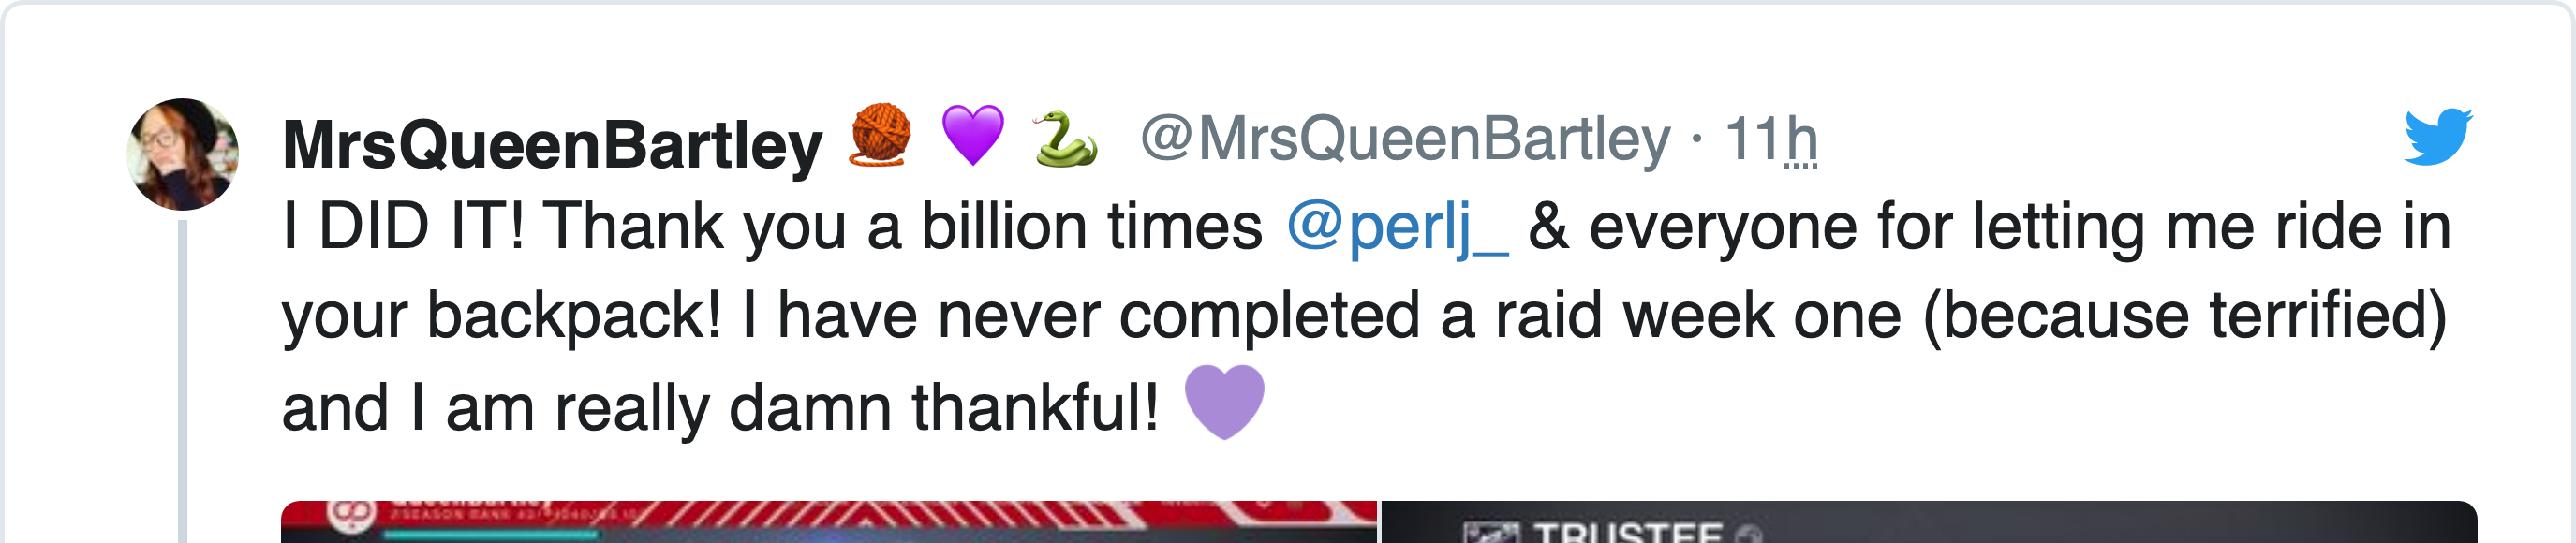 MrsQueenBartley 🧶 💜 🐍 @MrsQueenBartley · 11h
I DID IT! Thank you a billion times @perlj_ & everyone for letting me ride in
your backpack! I have never completed a raid week one (because terrified)
and I am really damn thankful! 💜
TRUSTEE